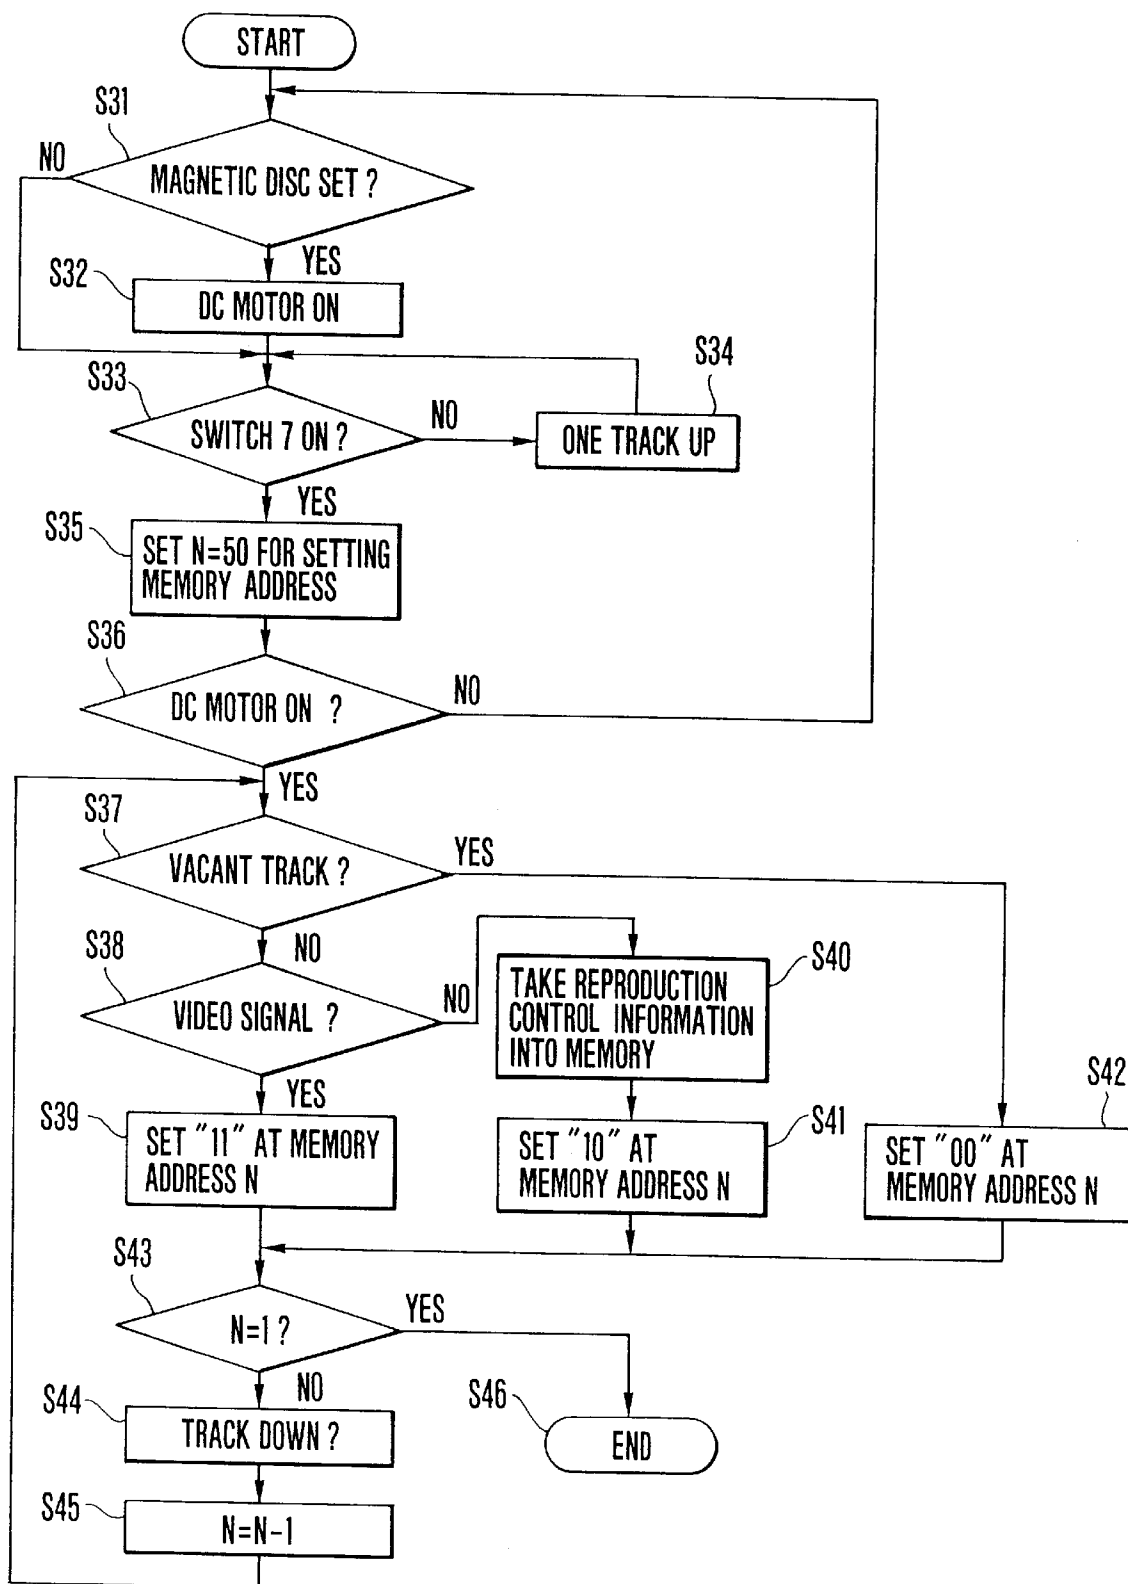 START
S31
NO
MAGNETIC DISC SET ?
YES
S32
DC MOTOR ON
S34
S33
NO
SWITCH 7 ON ?
ONE TRACK UP
YES
S35
SET N=50 FOR SETTING
MEMORY ADDRESS
S36
NO
DC MOTOR ON ?
YES
S37
YES
VACANT TRACK ?
S38
NO
S40
TAKE REPRODUCTION
CONTROL INFORMATION
INTO MEMORY
NO
VIDEO SIGNAL ?
YES
S42
S39
S41
SET "11" AT MEMORY
ADDRESS N
SET "10" AT
MEMORY ADDRESS N
SET "00" AT
MEMORY ADDRESS N
S43
YES
N=1 ?
NO
S44
S46
TRACK DOWN ?
END
S45
N=N-1